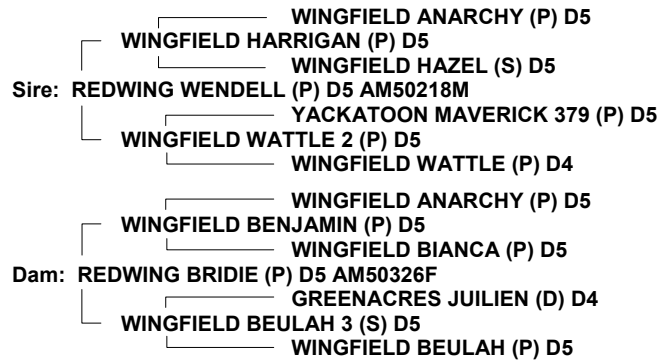 WINGFIELD ANARCHY (P) D5
WINGFIELD HARRIGAN (P) D5
WINGFIELD HAZEL (S) D5
Sire: REDWING WENDELL (P) D5 AM50218M
YACKATOON MAVERICK 379 (P) D5
WINGFIELD WATTLE 2 (P) D5
WINGFIELD WATTLE (P) D4
WINGFIELD ANARCHY (P) D5
WINGFIELD BENJAMIN (P) D5
WINGFIELD BIANCA (P) D5
Dam: REDWING BRIDIE (P) D5 AM50326F
GREENACRES JUILIEN (D) D4
WINGFIELD BEULAH 3 (S) D5
WINGFIELD BEULAH (P) D5